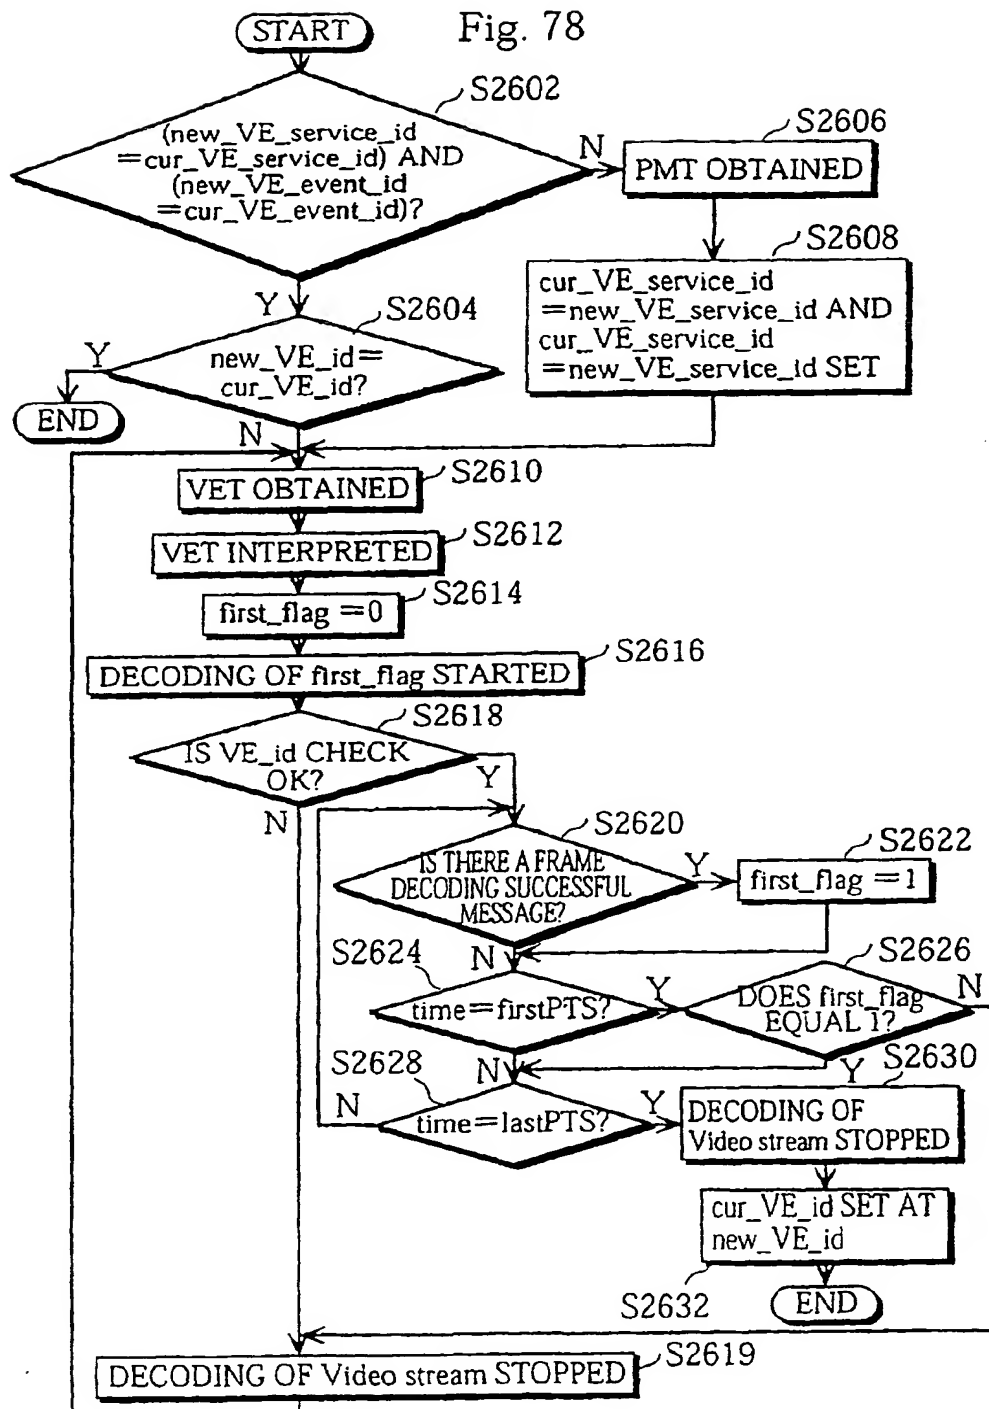 Fig. 78
START
S2602
(new_VE_service_id
=cur_VE_service_id) AND
(new_VE_event_id
=cur_VE_event_id)?
N
S2606
PMT OBTAINED
S2608
cur_VE_service_id
=new_VE_service_id AND
cur_VE_service_id
=new_VE_service_id SET
Y
S2604
new_VE_id=
cur_VE_id?
Y
END
N
S2610
VET OBTAINED
S2612
VET INTERPRETED
S2614
first_flag=0
S2616
DECODING OF first_flag STARTED
S2618
IS VE_id CHECK
OK?
Y
N
S2620
IS THERE A FRAME
DECODING SUCCESSFUL
MESSAGE?
Y
S2622
first_flag=1
N
S2624
time=firstPTS?
Y
S2626
DOES first_flag
EQUAL 1?
N
Y
N
S2628
time=lastPTS?
N
Y
S2630
DECODING OF
Video stream STOPPED
cur_VE_id SET AT
new_VE_id
S2632
END
S2619
DECODING OF Video stream STOPPED